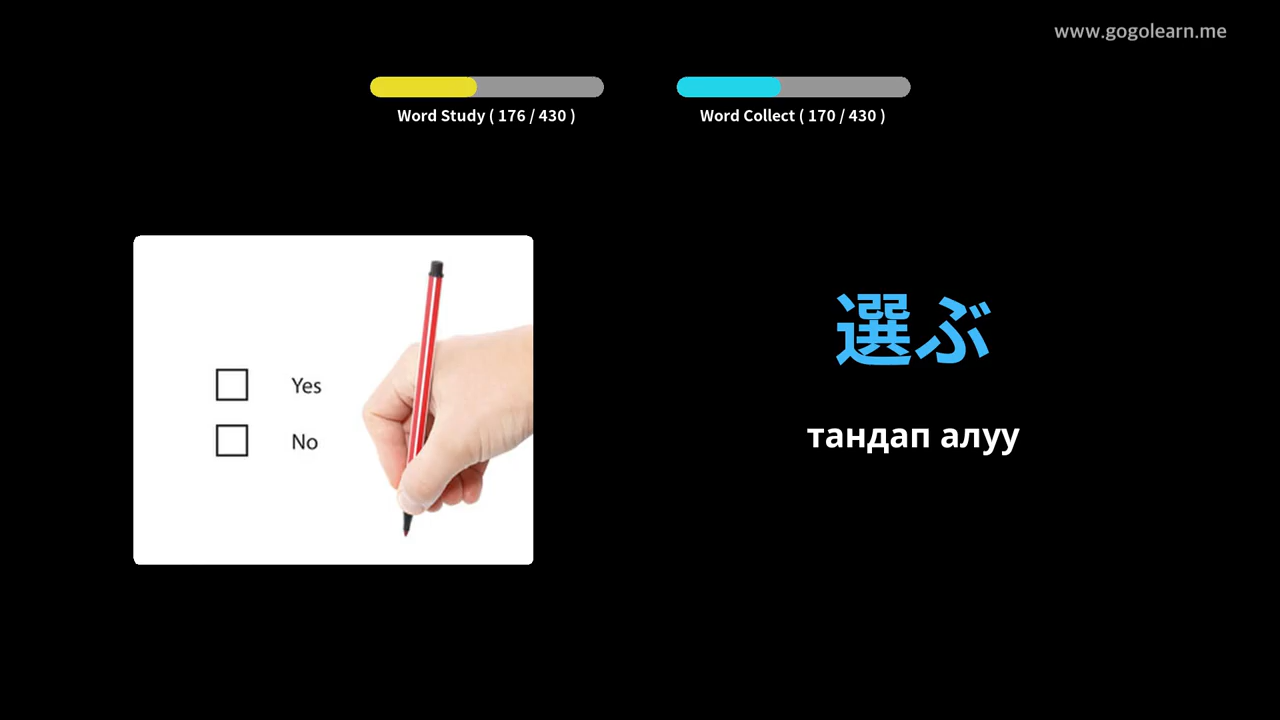 www.gogolearn.me
Word Study ( 176 / 430 )
Word Collect ( 170 / 430 )
Yes
No
選ぶ
тандап алуу